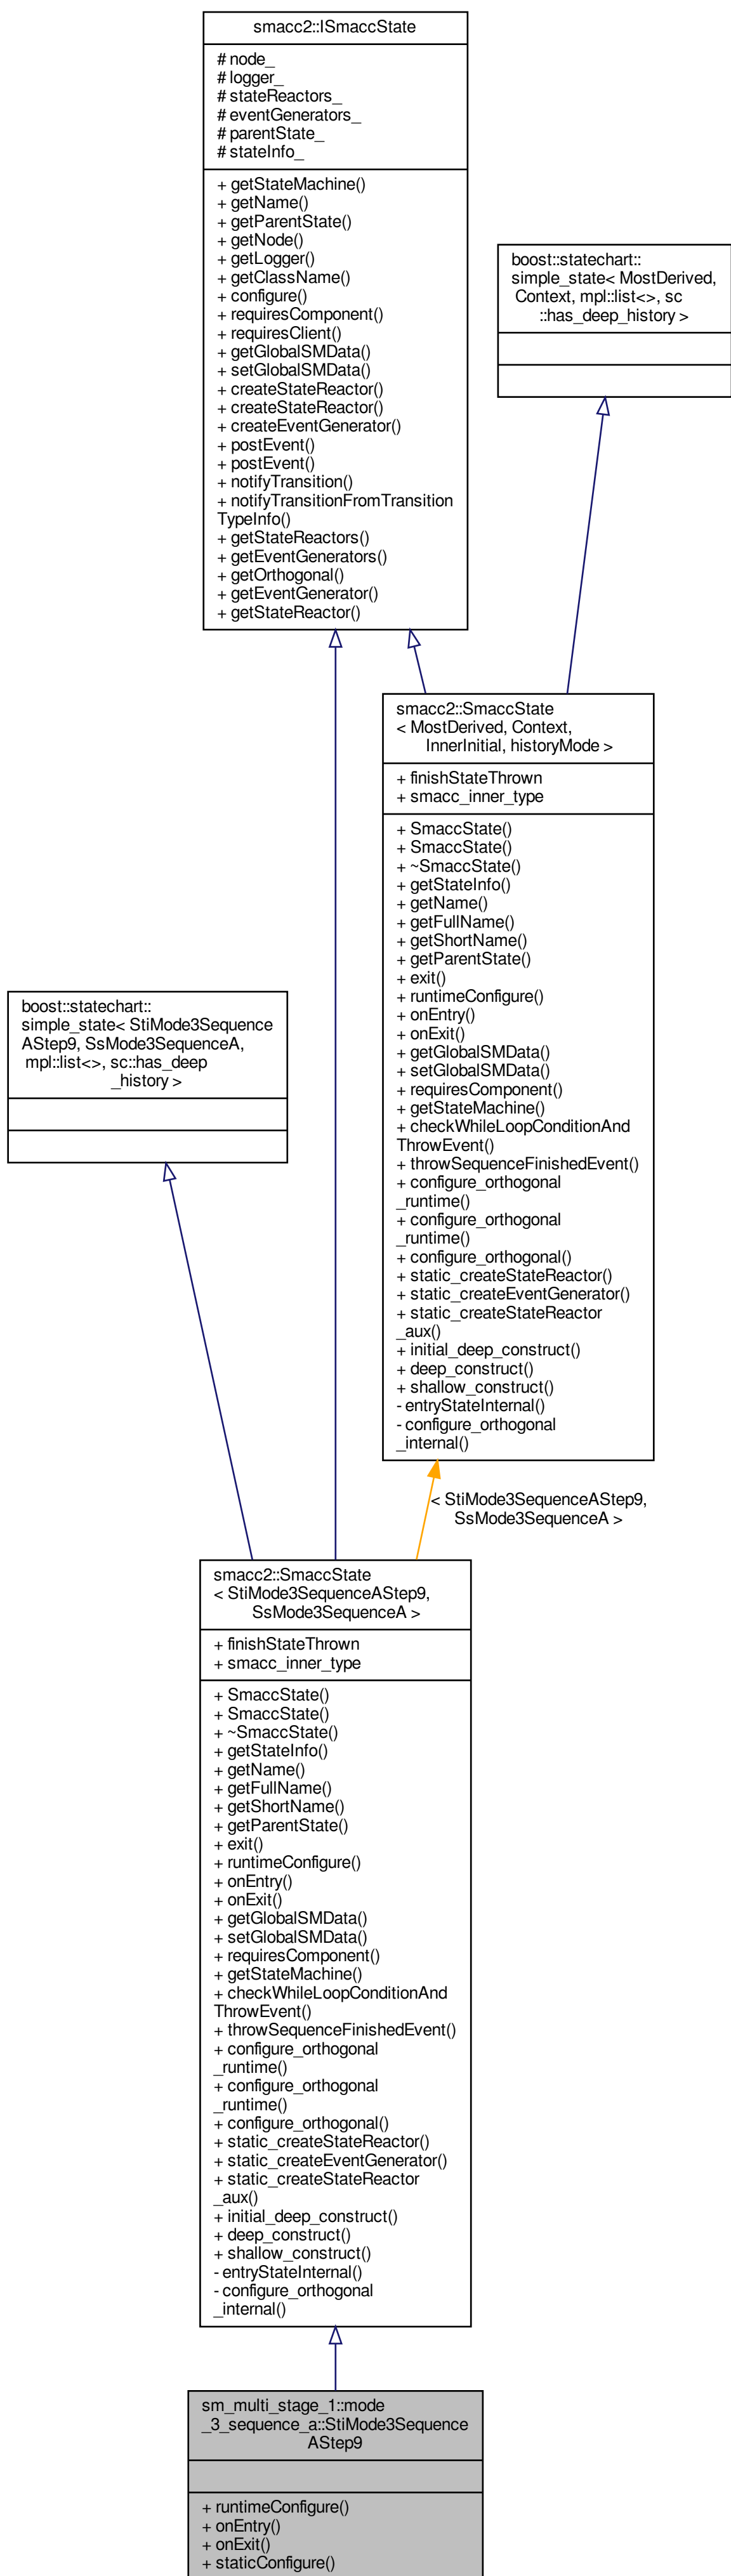 smacc2::ISmaccState
# node_
# logger_
# stateReactors_
# eventGenerators_
# parentState_
# stateInfo_
+ getStateMachine()
+ getName()
+ getParentState()
+ getNode()
+ getLogger()
+ getClassName()
+ configure()
+ requiresComponent()
+ requiresClient()
+ getGlobalSMData()
+ setGlobalSMData()
+ createStateReactor()
+ createStateReactor()
+ createEventGenerator()
+ postEvent()
+ postEvent()
+ notifyTransition()
+ notifyTransitionFromTransition
TypeInfo()
+ getStateReactors()
+ getEventGenerators()
+ getOrthogonal()
+ getEventGenerator()
+ getStateReactor()
boost::statechart::
simple_state< MostDerived,
Context, mpl::list<>, sc
::has_deep_history >
smacc2::SmaccState
< MostDerived, Context,
InnerInitial, historyMode >
+ finishStateThrown
+ smacc_inner_type
+ SmaccState()
+ SmaccState()
+ ~SmaccState()
+ getStateInfo()
+ getName()
+ getFullName()
+ getShortName()
+ getParentState()
+ exit()
+ runtimeConfigure()
+ onEntry()
+ onExit()
+ getGlobalSMData()
+ setGlobalSMData()
+ requiresComponent()
+ getStateMachine()
+ checkWhileLoopConditionAnd
ThrowEvent()
+ throwSequenceFinishedEvent()
+ configure_orthogonal
_runtime()
+ configure_orthogonal
_runtime()
+ configure_orthogonal()
+ static_createStateReactor()
+ static_createEventGenerator()
+ static_createStateReactor
_aux()
+ initial_deep_construct()
+ deep_construct()
+ shallow_construct()
- entryStateInternal()
- configure_orthogonal
_internal()
boost::statechart::
simple_state< StiMode3Sequence
AStep9, SsMode3SequenceA,
mpl::list<>, sc::has_deep
_history >
< StiMode3SequenceAStep9,
SsMode3SequenceA >
smacc2::SmaccState
< StiMode3SequenceAStep9,
SsMode3SequenceA >
+ finishStateThrown
+ smacc_inner_type
+ SmaccState()
+ SmaccState()
+ ~SmaccState()
+ getStateInfo()
+ getName()
+ getFullName()
+ getShortName()
+ getParentState()
+ exit()
+ runtimeConfigure()
+ onEntry()
+ onExit()
+ getGlobalSMData()
+ setGlobalSMData()
+ requiresComponent()
+ getStateMachine()
+ checkWhileLoopConditionAnd
ThrowEvent()
+ throwSequenceFinishedEvent()
+ configure_orthogonal
_runtime()
+ configure_orthogonal
_runtime()
+ configure_orthogonal()
+ static_createStateReactor()
+ static_createEventGenerator()
+ static_createStateReactor
_aux()
+ initial_deep_construct()
+ deep_construct()
+ shallow_construct()
- entryStateInternal()
- configure_orthogonal
_internal()
sm_multi_stage_1::mode
_3_sequence_a::StiMode3Sequence
AStep9
+ runtimeConfigure()
+ onEntry()
+ onExit()
+ staticConfigure()